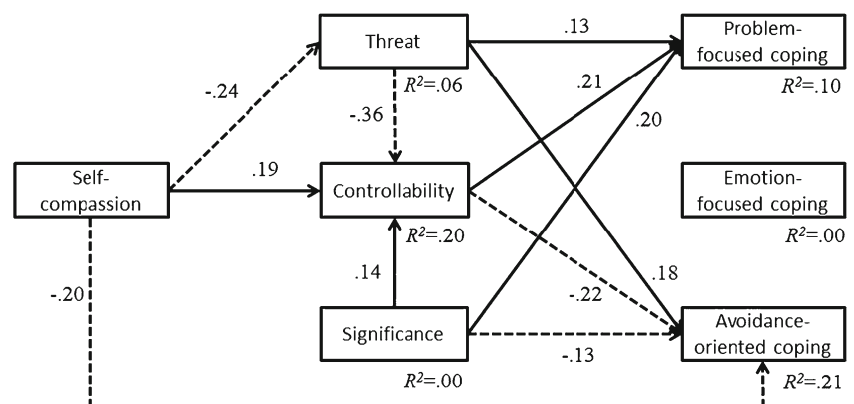 Threat
R²=.06
Problem-
focused coping
R²=.10
.13
-.24
-.36
.21
.20
Self-
compassion
.19
Controllability
R²=.20
Emotion-
focused coping
R²=.00
-.20
.14
-.22
.18
Significance
R²=.00
-.13
Avoidance-
oriented coping
R²=.21